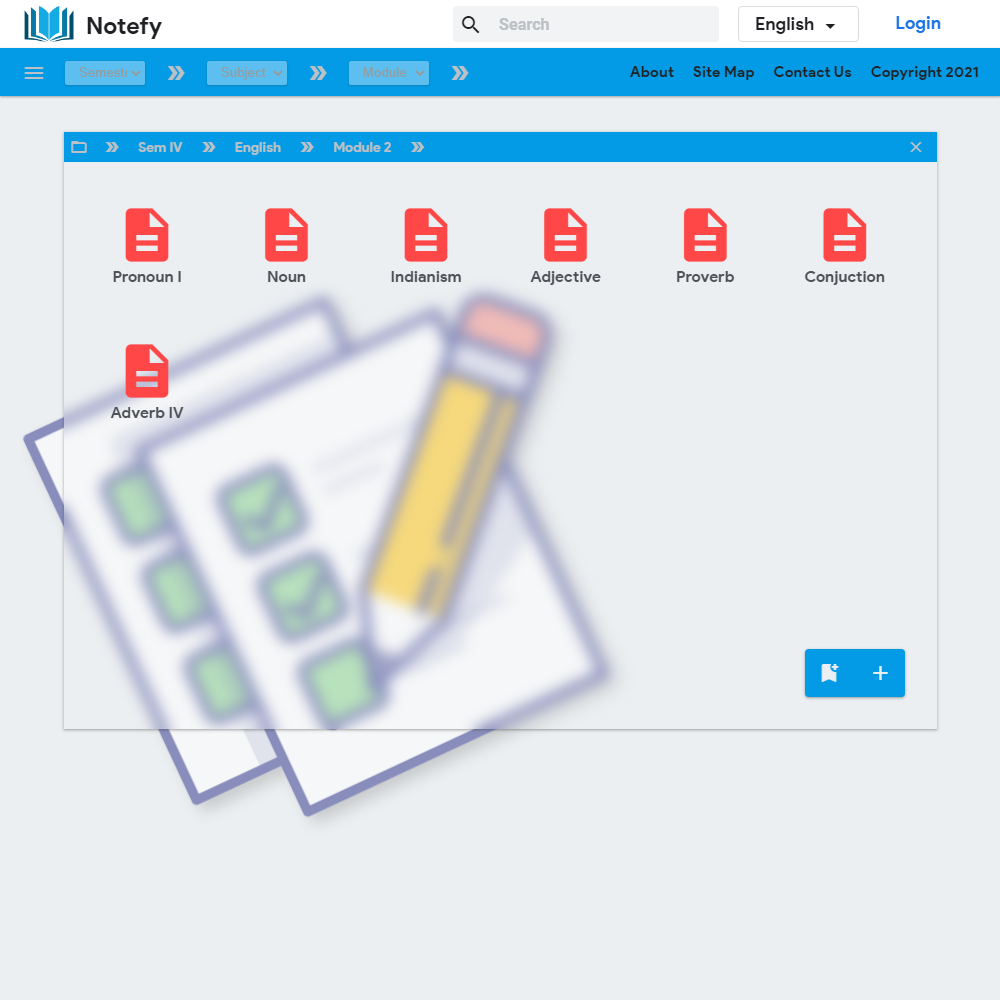 Notefy
Search
English
Login
Semest
Subject
Module
About
Site Map
Contact Us
Copyright 2021
Sem IV
English
Module 2
Pronoun I
Noun
Indianism
Adjective
Proverb
Conjuction
Adverb IV